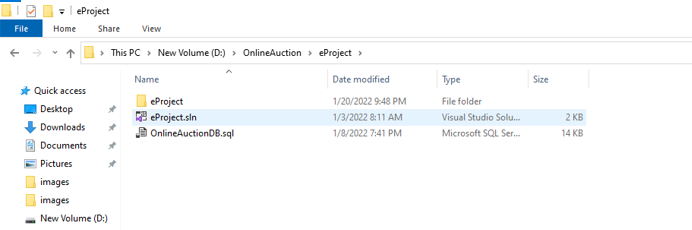 eProject
File Home Share View
This PC New Volume (D:) OnlineAuction eProject
Name Date modified Type Size
Quick access
Desktop
Downloads
Documents
Pictures
images
images
New Volume (D:)
eProject 1/20/2022 9:48 PM File folder
eProject.sln 1/3/2022 8:11 AM Visual Studio Solu... 2 KB
OnlineAuctionDB.sql 1/8/2022 7:41 PM Microsoft SQL Ser... 14 KB